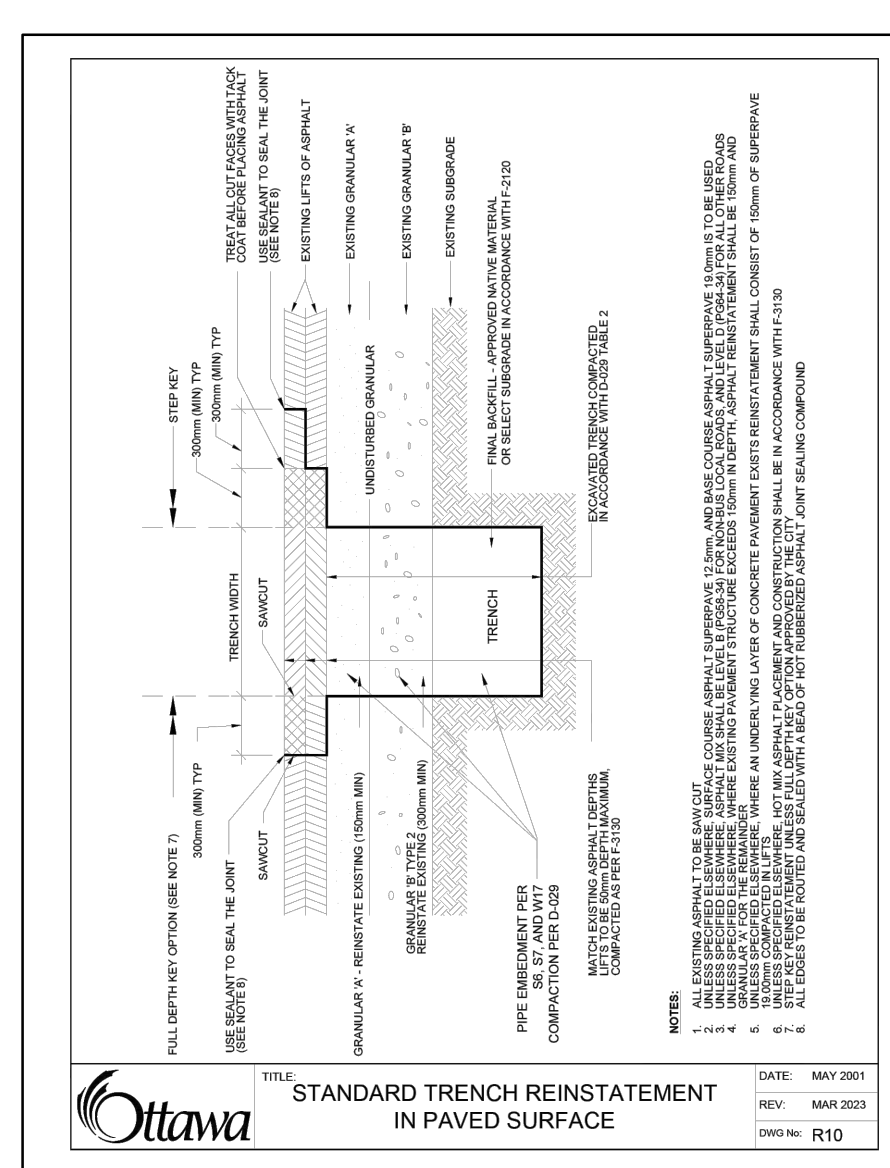 FULL DEPTH KEY OPTION (SEE NOTE 7)
STEP KEY
300mm (MIN) TYP
TRENCH WIDTH
300mm (MIN) TYP
300mm (MIN) TYP
USE SEALANT TO SEAL THE JOINT
(SEE NOTE 8)
SAWCUT
SAWCUT
TREAT ALL CUT FACES WITH TACK
COAT BEFORE PLACING ASPHALT
USE SEALANT TO SEAL THE JOINT
(SEE NOTE 8)
EXISTING LIFTS OF ASPHALT
EXISTING GRANULAR 'A'
UNDISTURBED GRANULAR
EXISTING GRANULAR 'B'
EXISTING SUBGRADE
GRANULAR 'A' - REINSTATE EXISTING (150mm MIN)
GRANULAR 'B' TYPE 2
REINSTATE EXISTING (300mm MIN)
TRENCH
FINAL BACKFILL - APPROVED NATIVE MATERIAL
OR SELECT SUBGRADE IN ACCORDANCE WITH F-2120
PIPE EMBEDMENT PER
S6, S7, AND W17
COMPACTION PER D-029
MATCH EXISTING ASPHALT DEPTHS
LIFTS TO BE 50mm DEPTH MAXIMUM,
COMPACTED AS PER F-3130
EXCAVATED TRENCH COMPACTED
IN ACCORDANCE WITH D-029 TABLE 2
NOTES:
1. ALL EXISTING ASPHALT TO BE SAW CUT
2. UNLESS SPECIFIED ELSEWHERE, SURFACE COURSE ASPHALT SUPERPAVE 12.5mm, AND BASE COURSE ASPHALT SUPERPAVE 19.0mm IS TO BE USED
3. UNLESS SPECIFIED ELSEWHERE, ASPHALT MIX SHALL BE LEVEL B (PG58-34) FOR NON-BUS LOCAL ROADS, AND LEVEL D (PG64-34) FOR ALL OTHER ROADS
4. UNLESS SPECIFIED ELSEWHERE, WHERE EXISTING PAVEMENT STRUCTURE EXCEEDS 150mm IN DEPTH, ASPHALT REINSTATEMENT SHALL BE 150mm AND
GRANULAR 'A' FOR THE REMAINDER
5. UNLESS SPECIFIED ELSEWHERE, WHERE AN UNDERLYING LAYER OF CONCRETE PAVEMENT EXISTS REINSTATEMENT SHALL CONSIST OF 150mm OF SUPERPAVE
19.00mm COMPACTED IN LIFTS
6. UNLESS SPECIFIED ELSEWHERE, HOT MIX ASPHALT PLACEMENT AND CONSTRUCTION SHALL BE IN ACCORDANCE WITH F-3130
7. STEP KEY REINSTATEMENT UNLESS FULL DEPTH KEY OPTION APPROVED BY THE CITY
8. ALL EDGES TO BE ROUTED AND SEALED WITH A BEAD OF HOT RUBBERIZED ASPHALT JOINT SEALING COMPOUND
Ottawa
TITLE:
STANDARD TRENCH REINSTATEMENT
IN PAVED SURFACE
DATE: MAY 2001
REV: MAR 2023
DWG No: R10